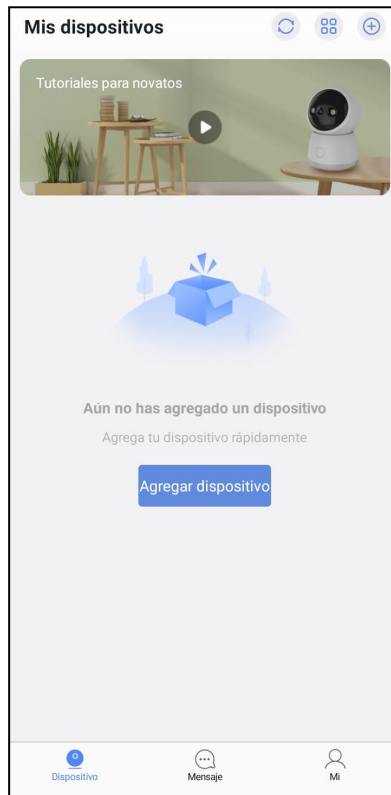 Mis dispositivos
Tutoriales para novatos
Aún no has agregado un dispositivo
Agrega tu dispositivo rápidamente
Agregar dispositivo
Dispositivo
Mensaje
Mi